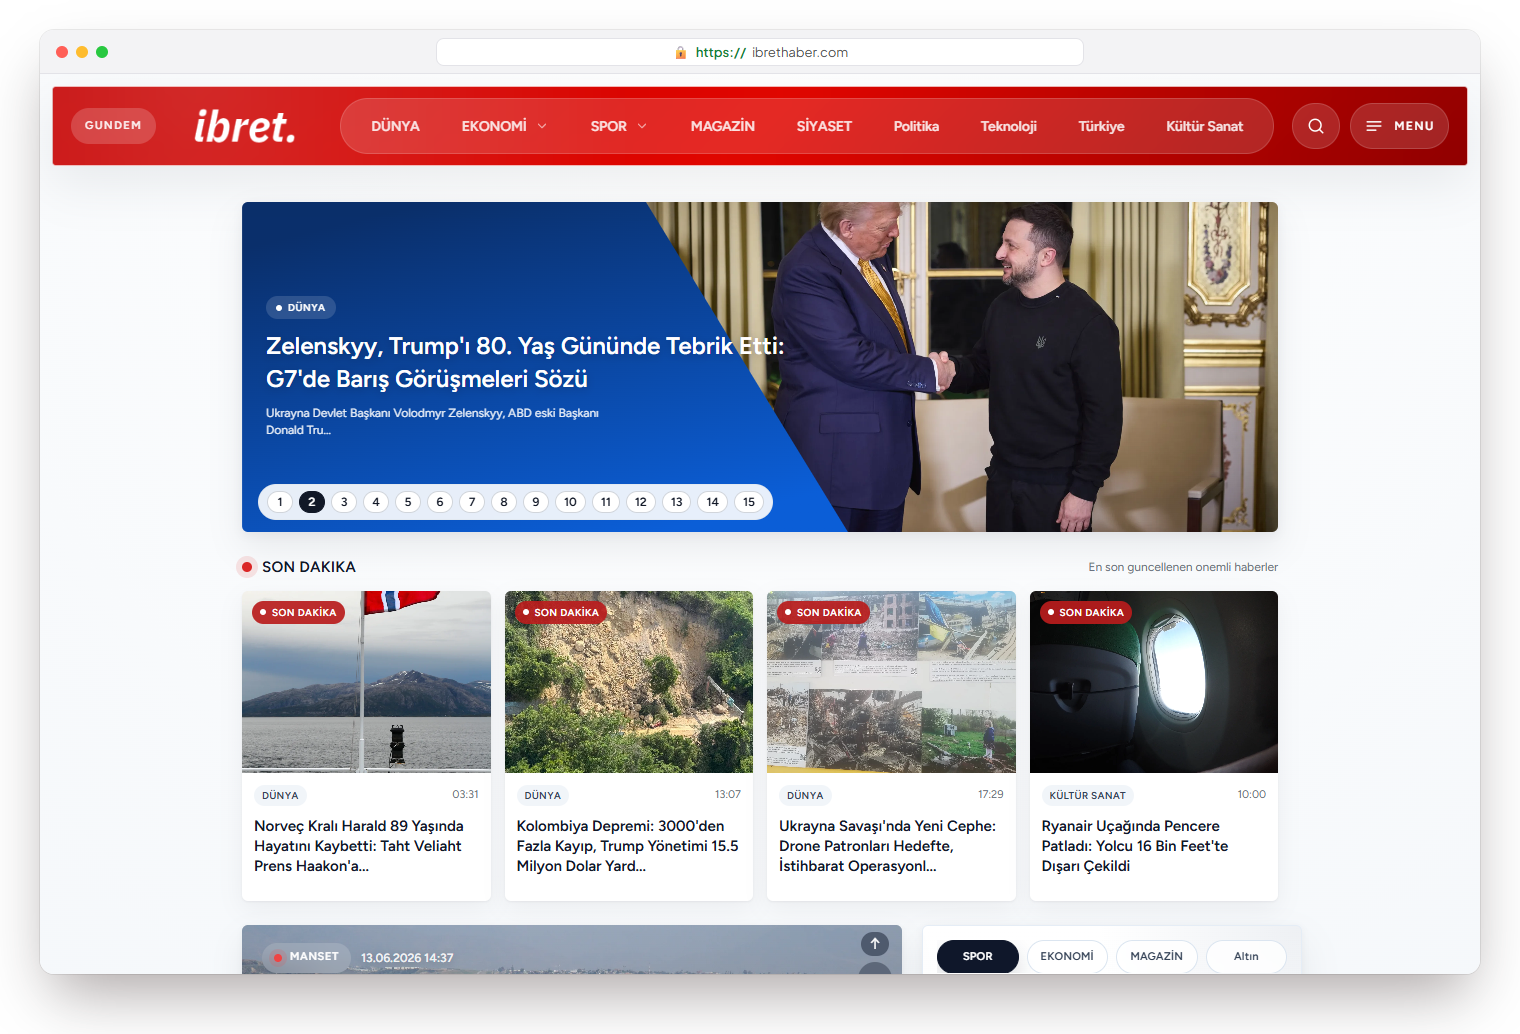 https:// ibrethaber.com
GUNDEM
ibret.
DÜNYA EKONOMİ SPOR MAGAZİN SİYASET Politika Teknoloji Türkiye Kültür Sanat
MENU
DÜNYA
Zelenskyy, Trump'ı 80. Yaş Gününde Tebrik Etti:
G7'de Barış Görüşmeleri Sözü
Ukrayna Devlet Başkanı Volodmyr Zelenskyy, ABD eski Başkanı
Donald Tru...
1 2 3 4 5 6 7 8 9 10 11 12 13 14 15
SON DAKIKA
En son guncellenen onemli haberler
SON DAKİKA
DÜNYA 03:31
Norveç Kralı Harald 89 Yaşında
Hayatını Kaybetti: Taht Veliaht
Prens Haakon'a...
SON DAKİKA
DÜNYA 13:07
Kolombiya Depremi: 3000'den
Fazla Kayıp, Trump Yönetimi 15.5
Milyon Dolar Yard...
SON DAKİKA
DÜNYA 17:29
Ukrayna Savaşı'nda Yeni Cephe:
Drone Patronları Hedefte,
İstihbarat Operasyonl...
SON DAKİKA
KÜLTÜR SANAT 10:00
Ryanair Uçağında Pencere
Patladı: Yolcu 16 Bin Feet'te
Dışarı Çekildi
MANSET 13.06.2026 14:37
SPOR EKONOMİ MAGAZİN Altın